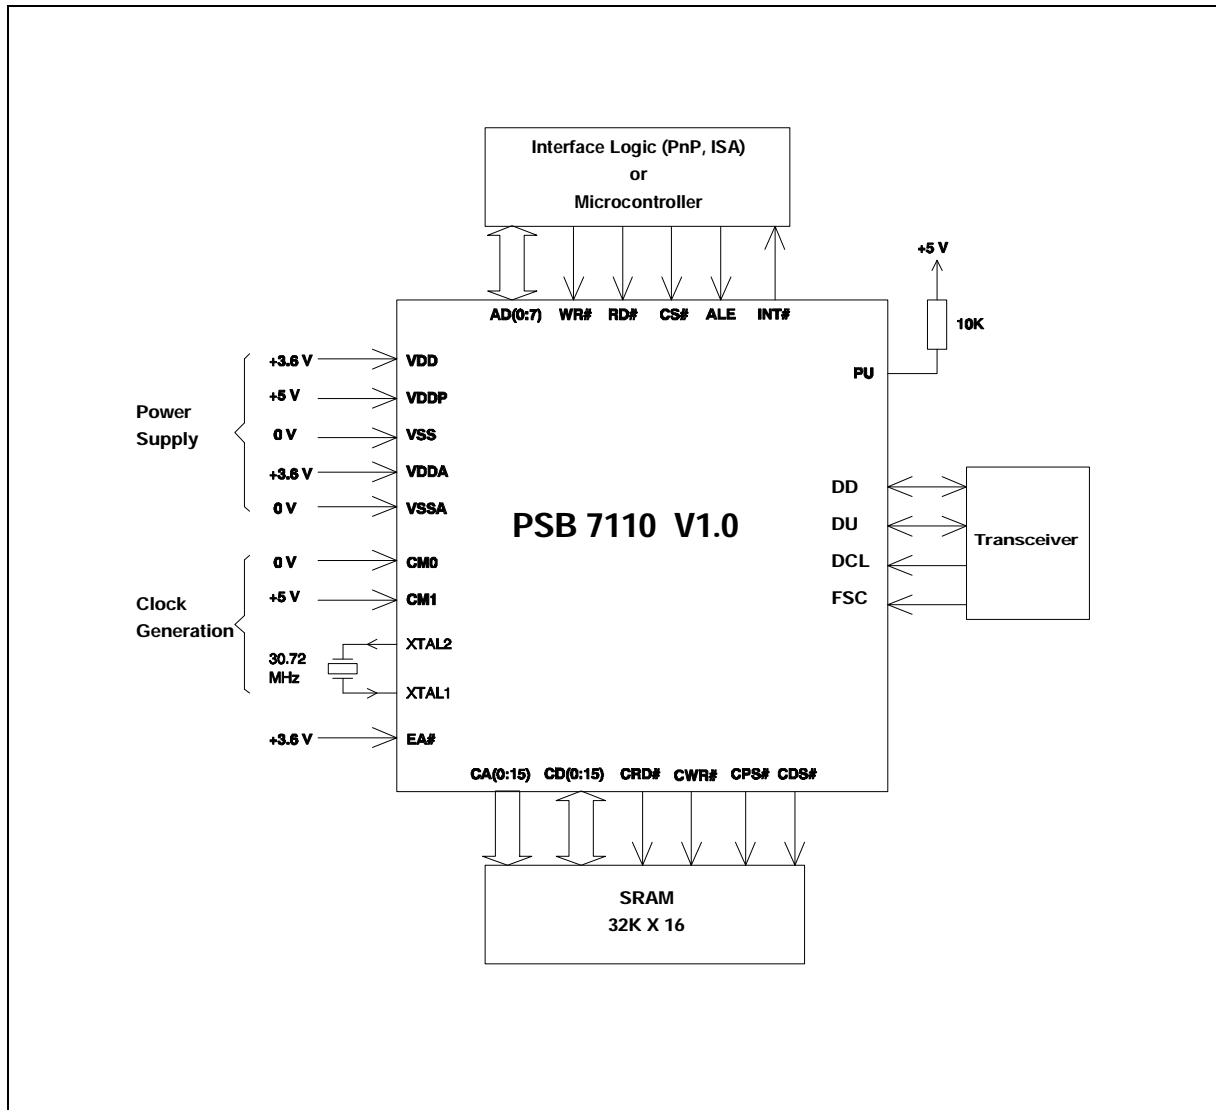 Interface Logic (PnP, ISA)
or
Microcontroller
+5 V
10K
AD(0:7) WR# RD# CS# ALE INT#
PU
Power
Supply
+3.6 V VDD
+5 V VDDP
0 V VSS
+3.6 V VDDA
0 V VSSA
PSB 7110 V1.0
DD
DU
DCL
FSC
Transceiver
Clock
Generation
0 V CM0
+5 V CM1
XTAL2
30.72
MHz
XTAL1
+3.6 V EA#
CA(0:15) CD(0:15) CRD# CWR# CPS# CDS#
SRAM
32K X 16